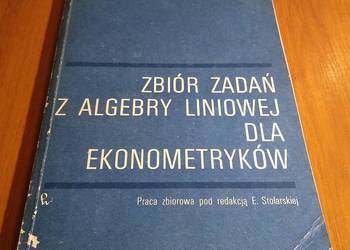 ZBIÓR ZADAŃ
Z ALGEBRY LINIOWEJ
DLA
EKONOMETRYKÓW
Praca zbiorowa pod redakcją E. Stolarskiej